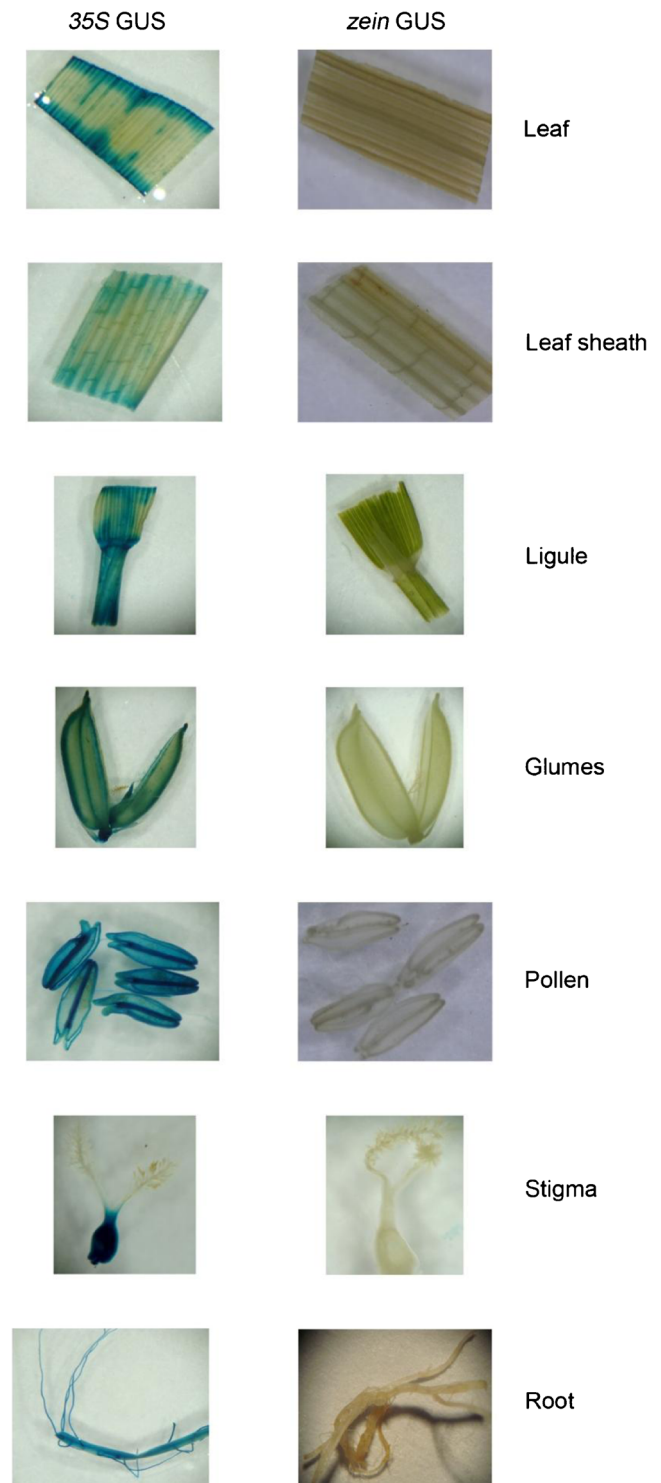 35S GUS zein GUS
Leaf
Leaf sheath
Ligule
Glumes
Pollen
Stigma
Root